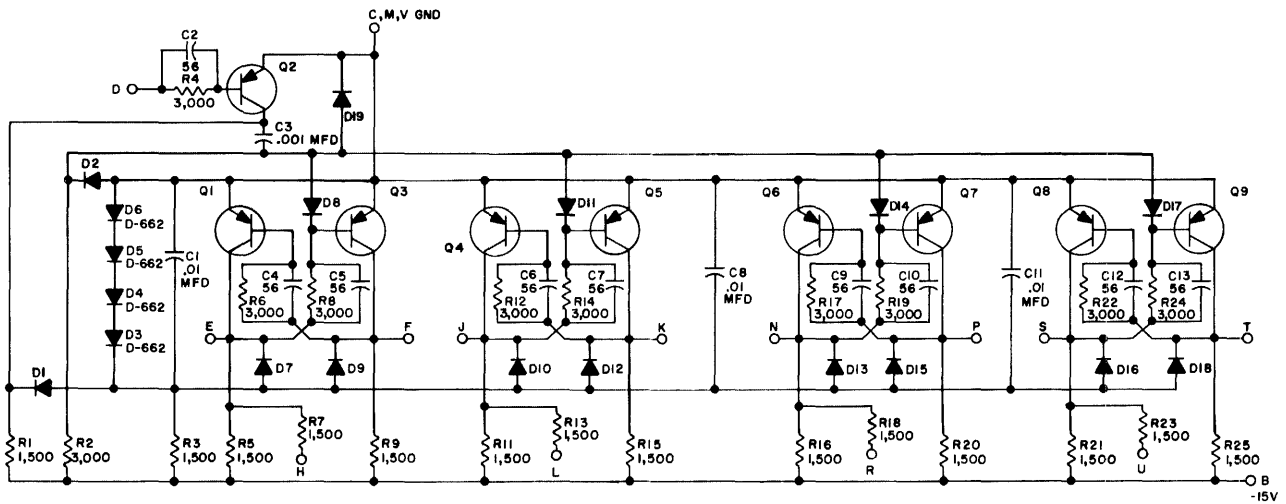 C,M,V GND
C2
56
R4
3,000
D
Q2
C3
.001 MFD
D19
D2
Q1
Q3
Q5
Q6
Q7
Q8
Q9
D6
D-662
D5
D-662
D4
D-662
D3
D-662
C1
.01
MFD
D8
Q4
D11
D14
D17
R6
3,000
C4
56
R8
3,000
C5
56
R12
3,000
C6
56
R14
3,000
C7
56
C8
.01
MFD
R17
3,000
C9
56
R19
3,000
C10
56
C11
.01
MFD
R22
3,000
C12
56
R24
3,000
C13
56
E
F
J
K
N
P
S
T
D1
D7
D9
D10
D12
D13
D15
D16
D18
R7
1,500
R13
1,500
R18
1,500
R23
1,500
R1
1,500
R2
3,000
R3
1,500
R5
1,500
H
R9
1,500
R11
1,500
L
R15
1,500
R16
1,500
R
R20
1,500
R21
1,500
U
R25
1,500
B
-15V